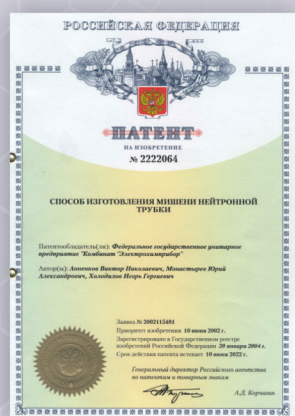 РОССИЙСКАЯ ФЕДЕРАЦИЯ
ПАТЕНТ
НА ИЗОБРЕТЕНИЕ
№ 2222064
СПОСОБ ИЗГОТОВЛЕНИЯ МИШЕНИ НЕЙТРОННОЙ
ТРУБКИ
Патентообладатель(ли): Федеральное государственное унитарное
предприятие "Комбинат "Электрохимприбор"
Автор(ы): Анненков Виктор Николаевич, Монастырев Юрий
Александрович, Холодилов Игорь Гергиевич
Заявка № 2002115481
Приоритет изобретения 10 июня 2002 г.
Зарегистрировано в Государственном реестре
изобретений Российской Федерации 20 января 2004 г.
Срок действия патента истекает 10 июня 2022 г.
Генеральный директор Российского агентства
по патентам и товарным знакам
А.Д. Корчагин